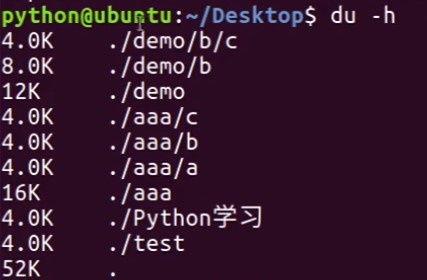 python@ubuntu:~/Desktop$ du -h
4.0K    ./demo/b/c
8.0K    ./demo/b
12K     ./demo
4.0K    ./aaa/c
4.0K    ./aaa/b
4.0K    ./aaa/a
16K     ./aaa
4.0K    ./Python学习
4.0K    ./test
52K     .